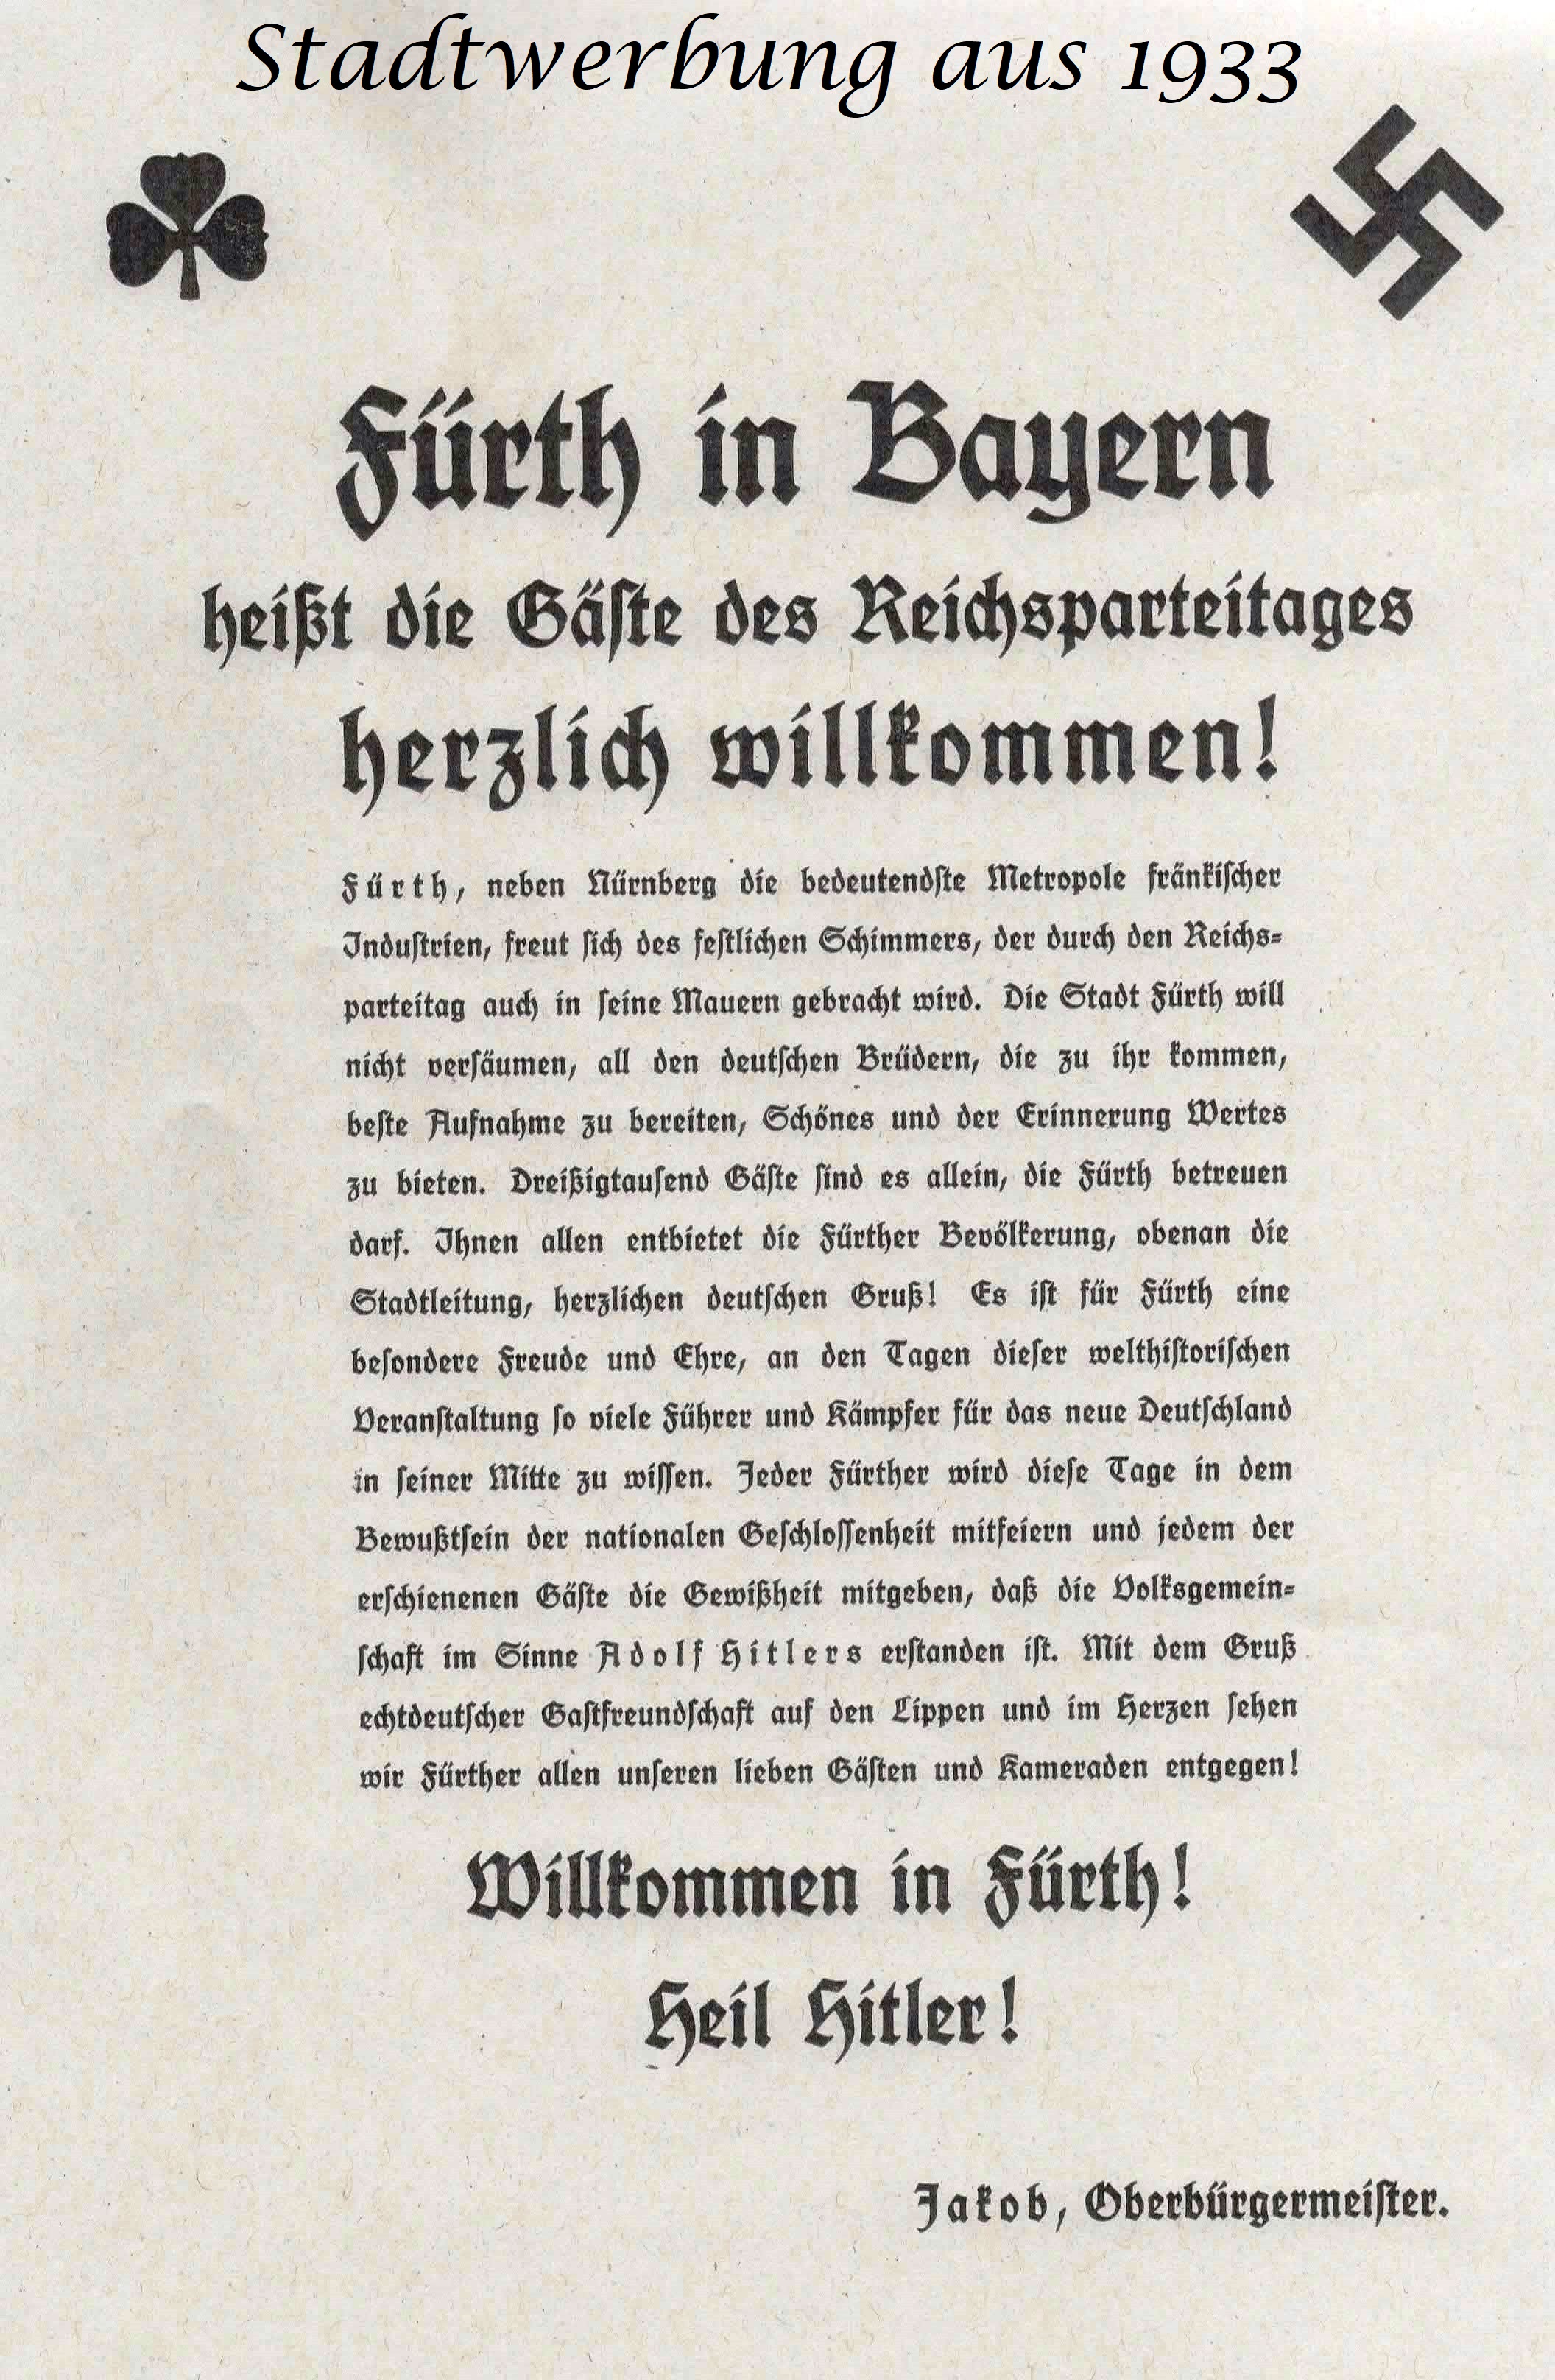 Stadtwerbung aus 1933
Fürth in Bayern
heißt die Gäste des Reichsparteitages
herzlich willkommen!
Fürth, neben Nürnberg die bedeutendste Metropole fränkischer
Industrien, freut sich des festlichen Schimmers, der durch den Reichs-
parteitag auch in seine Mauern gebracht wird. Die Stadt Fürth will
nicht versäumen, all den deutschen Brüdern, die zu ihr kommen,
beste Aufnahme zu bereiten, Schönes und der Erinnerung Wertes
zu bieten. Dreißigtausend Gäste sind es allein, die Fürth betreuen
darf. Ihnen allen entbietet die Fürther Bevölkerung, obenan die
Stadtleitung, herzlichen deutschen Gruß! Es ist für Fürth eine
besondere Freude und Ehre, an den Tagen dieser welthistorischen
Veranstaltung so viele Führer und Kämpfer für das neue Deutschland
in seiner Mitte zu wissen. Jeder Fürther wird diese Tage in dem
Bewußtsein der nationalen Geschlossenheit mitfeiern und jedem der
erschienenen Gäste die Gewißheit mitgeben, daß die Volksgemein-
schaft im Sinne Adolf Hitlers erstanden ist. Mit dem Gruß
echtdeutscher Gastfreundschaft auf den Lippen und im Herzen sehen
wir Fürther allen unseren lieben Gästen und Kameraden entgegen!
Willkommen in Fürth!
Heil Hitler!
Jakob, Oberbürgermeister.